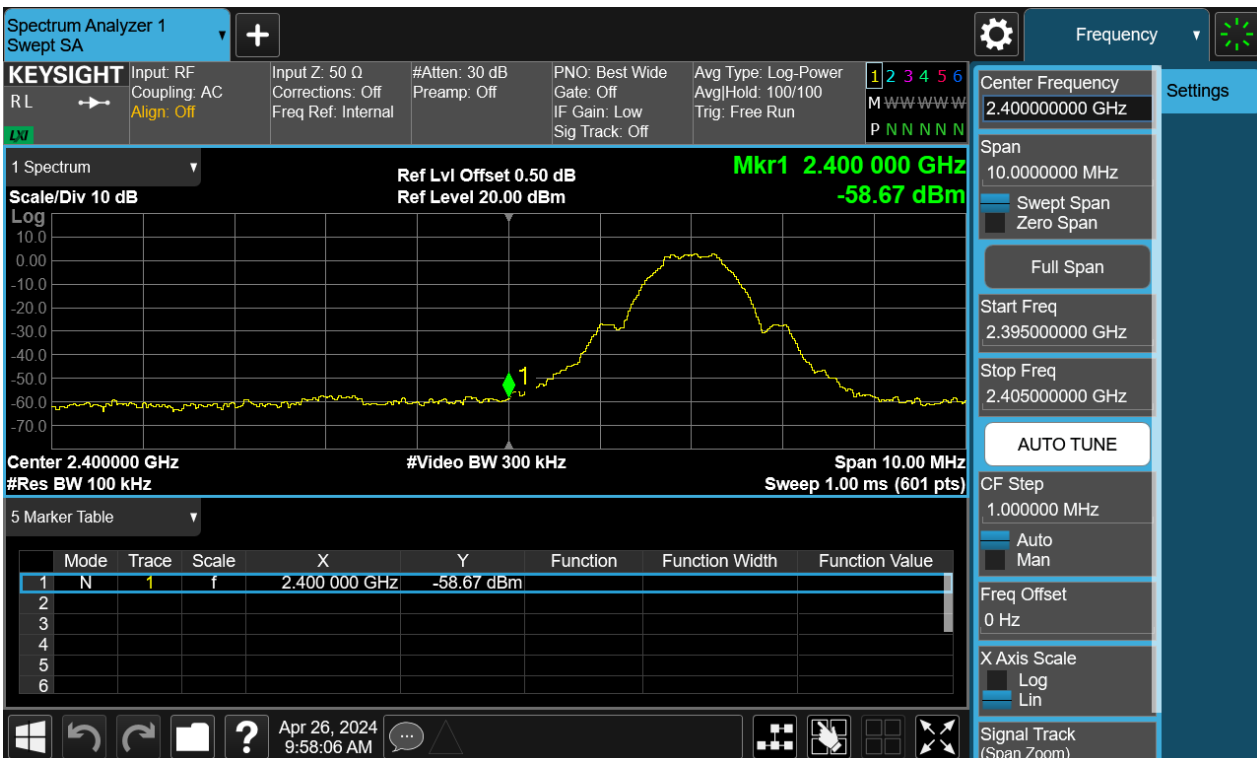 Spectrum Analyzer 1
Swept SA
+
Frequency
KEYSIGHT
R L
LXI
Input: RF
Coupling: AC
Align: Off
Input Z: 50 Ω
Corrections: Off
Freq Ref: Internal
#Atten: 30 dB
Preamp: Off
PNO: Best Wide
Gate: Off
IF Gain: Low
Sig Track: Off
Avg Type: Log-Power
Avg|Hold: 100/100
Trig: Free Run
1 2 3 4 5 6
M W W W W W
P N N N N N
1 Spectrum
Scale/Div 10 dB
Ref Lvl Offset 0.50 dB
Ref Level 20.00 dBm
Mkr1 2.400 000 GHz
-58.67 dBm
Log
10.0
0.00
-10.0
-20.0
-30.0
-40.0
-50.0
-60.0
-70.0
1
Center 2.400000 GHz
#Res BW 100 kHz
#Video BW 300 kHz
Span 10.00 MHz
Sweep 1.00 ms (601 pts)
5 Marker Table
Mode Trace Scale X Y Function Function Width Function Value
1 N 1 f 2.400 000 GHz -58.67 dBm
2
3
4
5
6
?
Apr 26, 2024
9:58:06 AM
Center Frequency
2.400000000 GHz
Settings
Span
10.0000000 MHz
Swept Span
Zero Span
Full Span
Start Freq
2.395000000 GHz
Stop Freq
2.405000000 GHz
AUTO TUNE
CF Step
1.000000 MHz
Auto
Man
Freq Offset
0 Hz
X Axis Scale
Log
Lin
Signal Track
(Span Zoom)